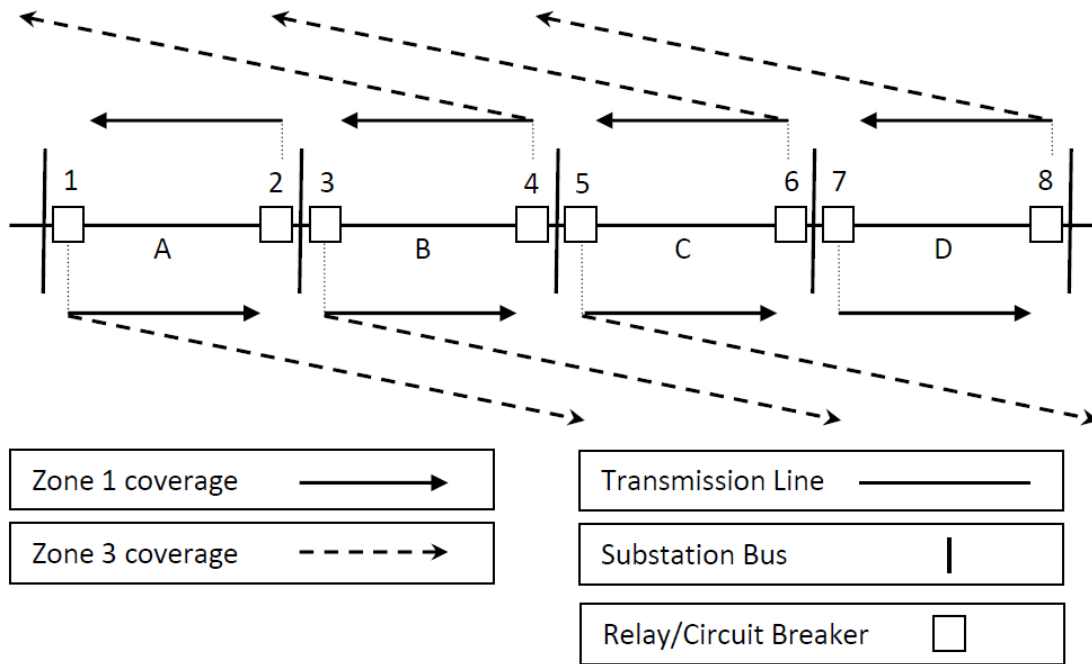 1 2 3 4 5 6 7 8
A B C D
Zone 1 coverage
Transmission Line
Zone 3 coverage
Substation Bus
Relay/Circuit Breaker